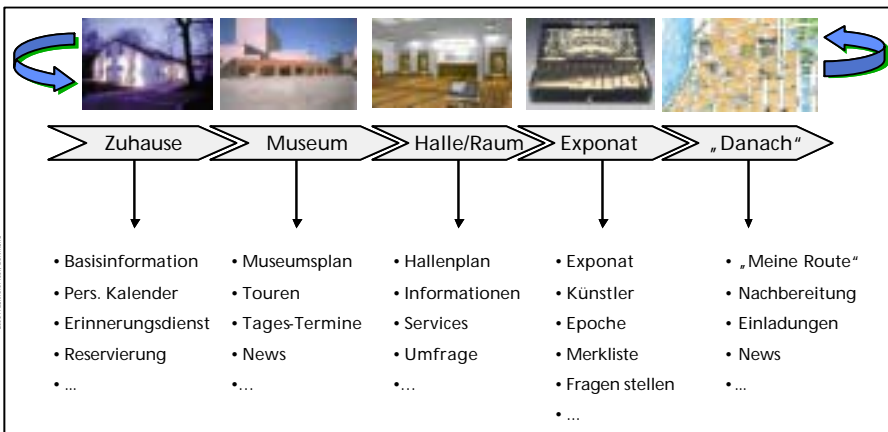 Zuhause
Museum
Halle/Raum
Exponat
„Danach“
• Basisinformation
• Pers. Kalender
• Erinnerungsdienst
• Reservierung
• ...
• Museumsplan
• Touren
• Tages-Termine
• News
•...
• Hallenplan
• Informationen
• Services
• Umfrage
•...
• Exponat
• Künstler
• Epoche
• Merkliste
• Fragen stellen
• ...
• „Meine Route“
• Nachbereitung
• Einladungen
• News
•...